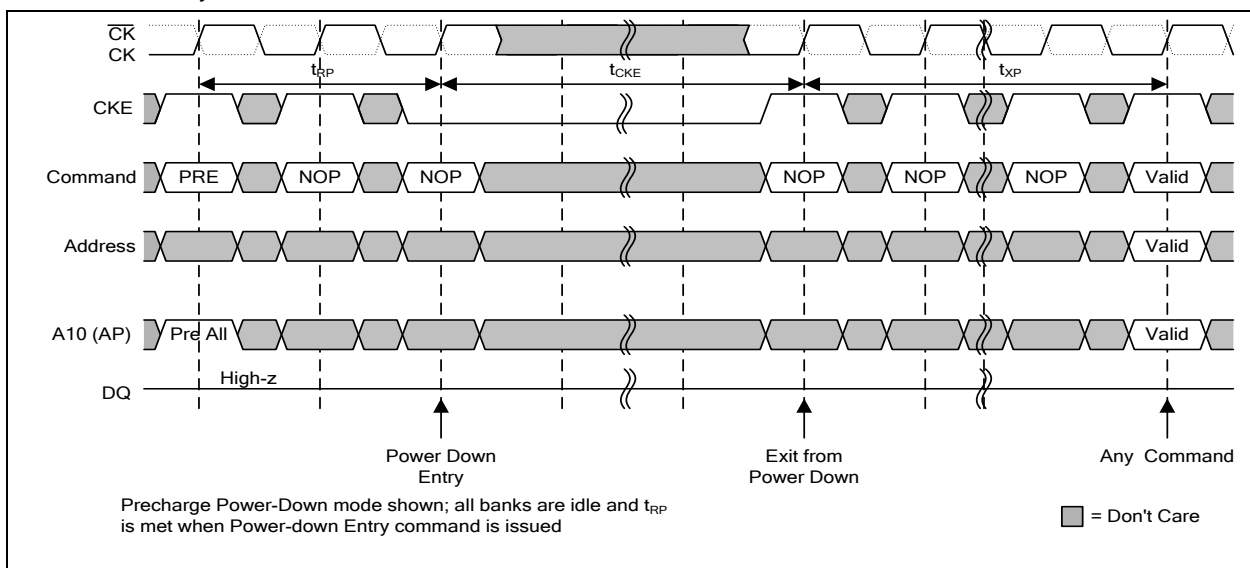 CK
CK
tRP
tCKE
tXP
CKE
Command
PRE
NOP
NOP
NOP
NOP
NOP
Valid
Address
Valid
A10 (AP)
Pre All
Valid
High-z
DQ
Power Down
Entry
Exit from
Power Down
Any Command
Precharge Power-Down mode shown; all banks are idle and tRP
is met when Power-down Entry command is issued
= Don't Care